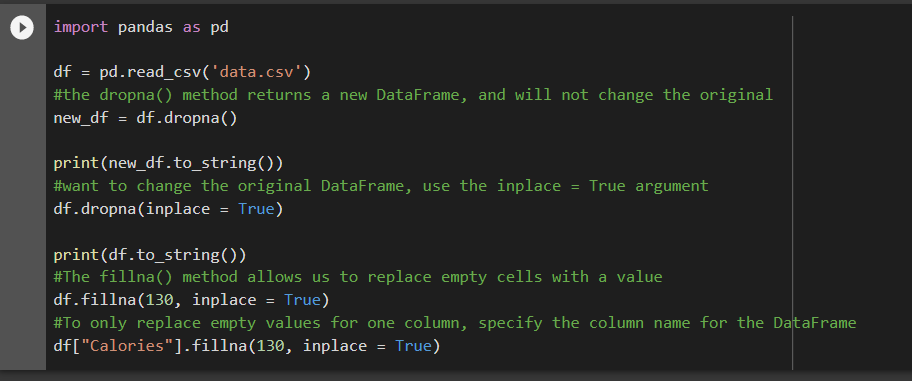 import pandas as pd
df = pd.read_csv('data.csv')
#the dropna() method returns a new DataFrame, and will not change the original
new_df = df.dropna()
print(new_df.to_string())
#want to change the original DataFrame, use the inplace = True argument
df.dropna(inplace = True)
print(df.to_string())
#The fillna() method allows us to replace empty cells with a value
df.fillna(130, inplace = True)
#To only replace empty values for one column, specify the column name for the DataFrame
df["Calories"].fillna(130, inplace = True)